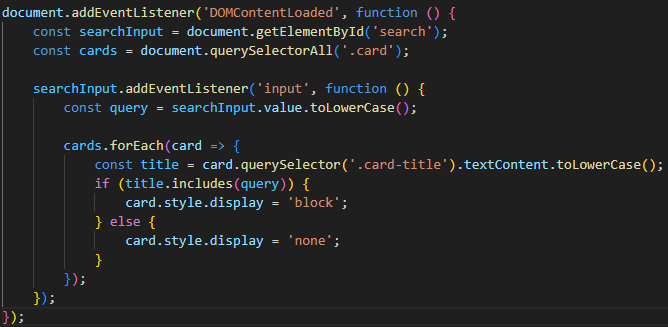 document.addEventListener('DOMContentLoaded', function () {
    const searchInput = document.getElementById('search');
    const cards = document.querySelectorAll('.card');

    searchInput.addEventListener('input', function () {
        const query = searchInput.value.toLowerCase();

        cards.forEach(card => {
            const title = card.querySelector('.card-title').textContent.toLowerCase();
            if (title.includes(query)) {
                card.style.display = 'block';
            } else {
                card.style.display = 'none';
            }
        });
    });
});